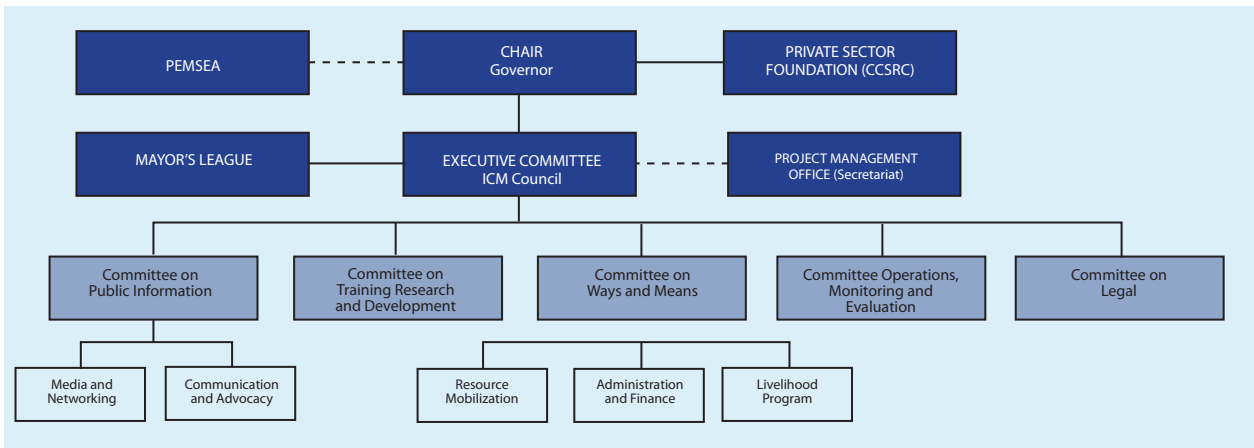 PEMSEA
CHAIR
Governor
PRIVATE SECTOR
FOUNDATION (CCSRC)
MAYOR'S LEAGUE
EXECUTIVE COMMITTEE
ICM Council
PROJECT MANAGEMENT
OFFICE (Secretariat)
Committee on
Public Information
Committee on
Training Research
and Development
Committee on
Ways and Means
Committee Operations,
Monitoring and
Evaluation
Committee on
Legal
Media and
Networking
Communication
and Advocacy
Resource
Mobilization
Administration
and Finance
Livelihood
Program